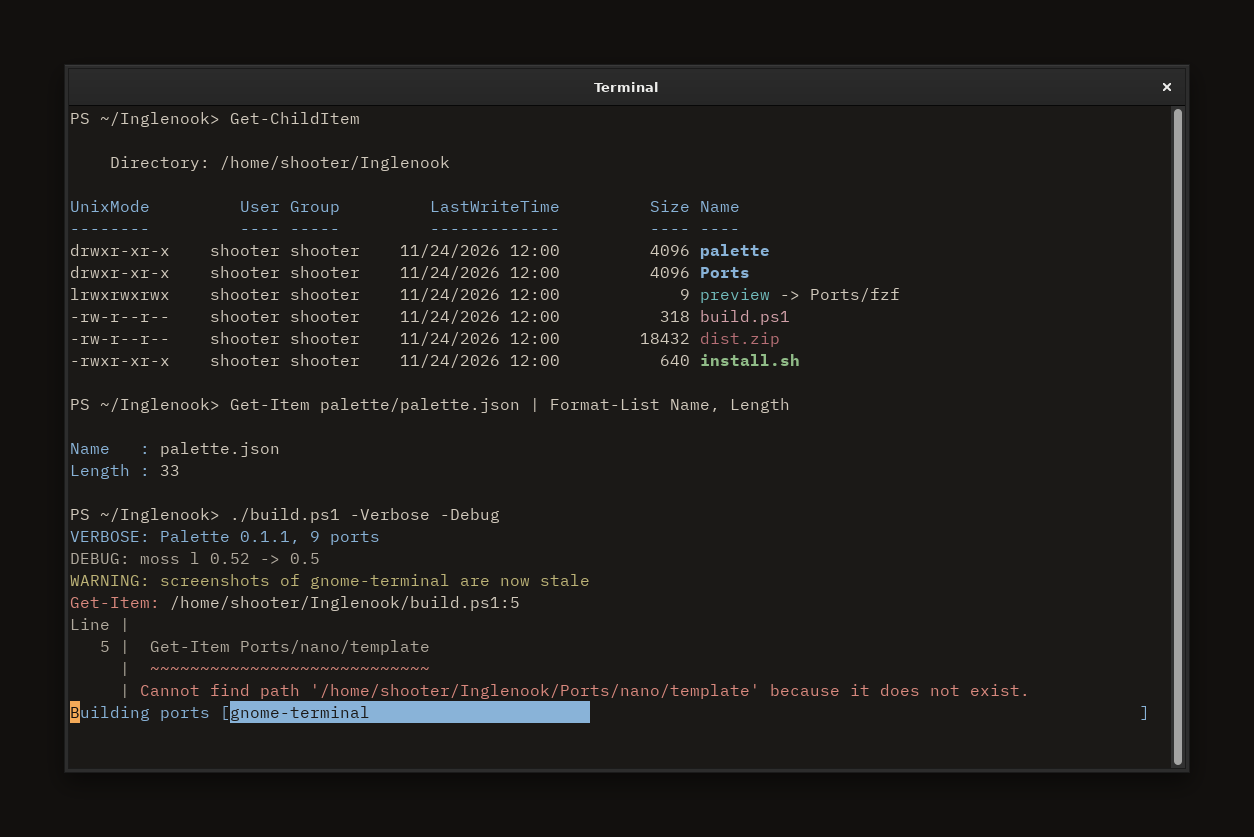 Terminal ×
PS ~/Inglenook> Get-ChildItem
    Directory: /home/shooter/Inglenook
UnixMode         User Group         LastWriteTime         Size Name
--------         ---- -----         -------------         ---- ----
drwxr-xr-x    shooter shooter    11/24/2026 12:00         4096 palette
drwxr-xr-x    shooter shooter    11/24/2026 12:00         4096 Ports
lrwxrwxrwx    shooter shooter    11/24/2026 12:00            9 preview -> Ports/fzf
-rw-r--r--    shooter shooter    11/24/2026 12:00          318 build.ps1
-rw-r--r--    shooter shooter    11/24/2026 12:00        18432 dist.zip
-rwxr-xr-x    shooter shooter    11/24/2026 12:00          640 install.sh
PS ~/Inglenook> Get-Item palette/palette.json | Format-List Name, Length
Name   : palette.json
Length : 33
PS ~/Inglenook> ./build.ps1 -Verbose -Debug
VERBOSE: Palette 0.1.1, 9 ports
DEBUG: moss l 0.52 -> 0.5
WARNING: screenshots of gnome-terminal are now stale
Get-Item: /home/shooter/Inglenook/build.ps1:5
Line |
   5 |  Get-Item Ports/nano/template
     |  ~~~~~~~~~~~~~~~~~~~~~~~~~~~~
     | Cannot find path '/home/shooter/Inglenook/Ports/nano/template' because it does not exist.
Building ports [gnome-terminal                                                                             ]